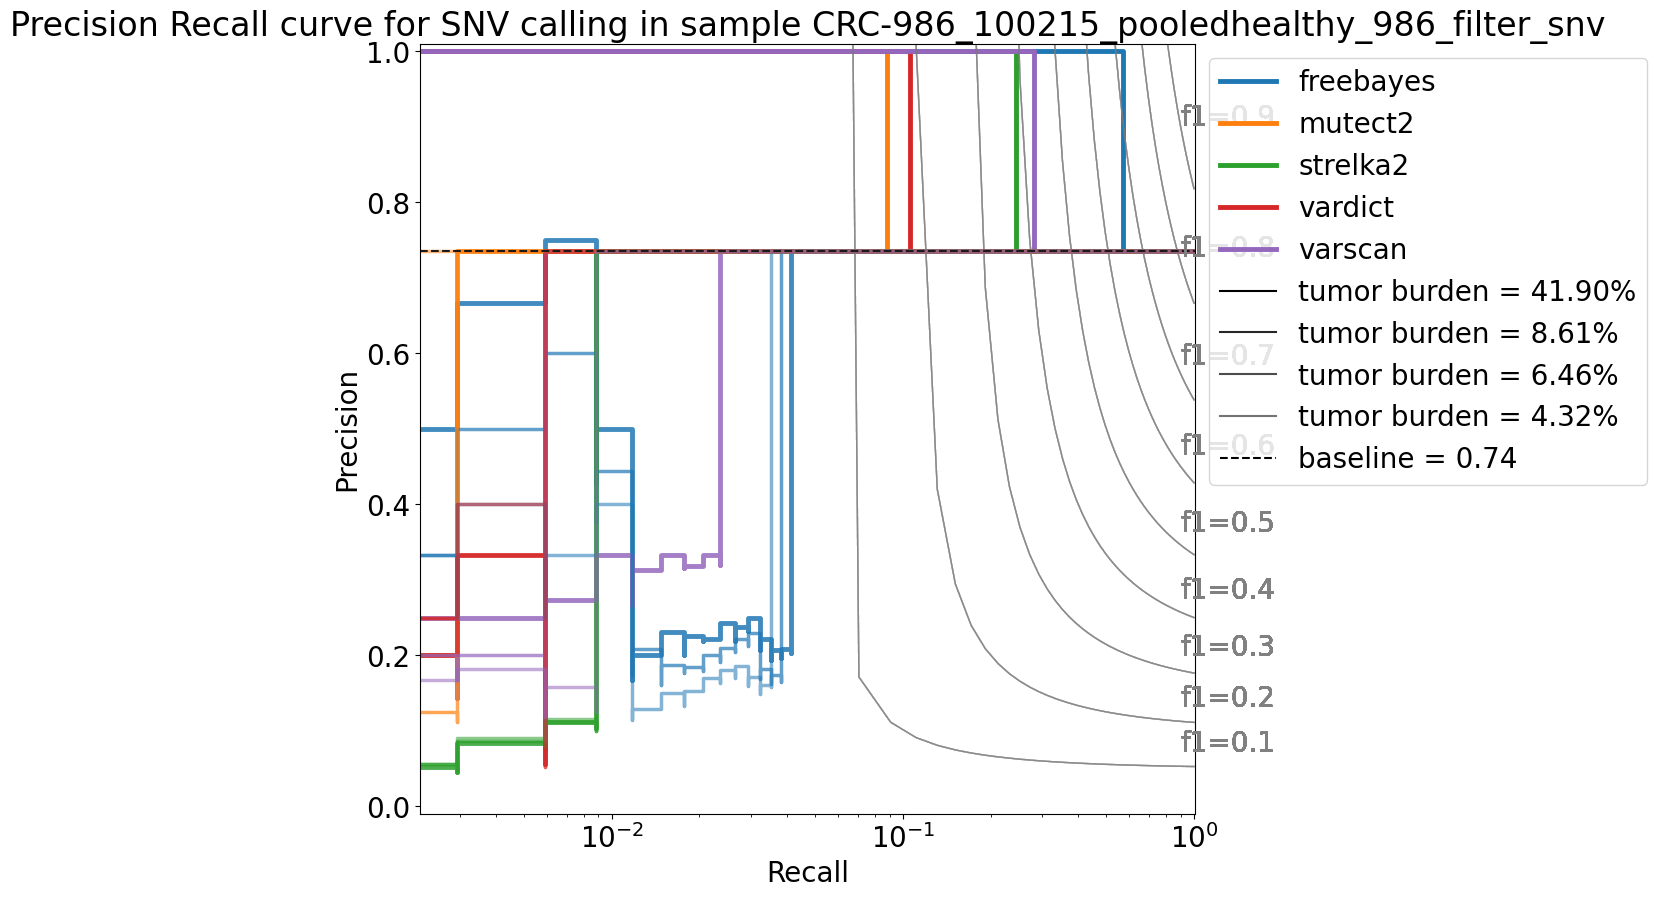 Precision Recall curve for SNV calling in sample CRC-986_100215_pooledhealthy_986_filter_snv
1.0
0.8
0.6
0.4
0.2
0.0
Precision
10⁻²
10⁻¹
10⁰
Recall
f1=0.9
f1=0.8
f1=0.7
f1=0.6
f1=0.5
f1=0.4
f1=0.3
f1=0.2
f1=0.1
freebayes
mutect2
strelka2
vardict
varscan
tumor burden = 41.90%
tumor burden = 8.61%
tumor burden = 6.46%
tumor burden = 4.32%
baseline = 0.74